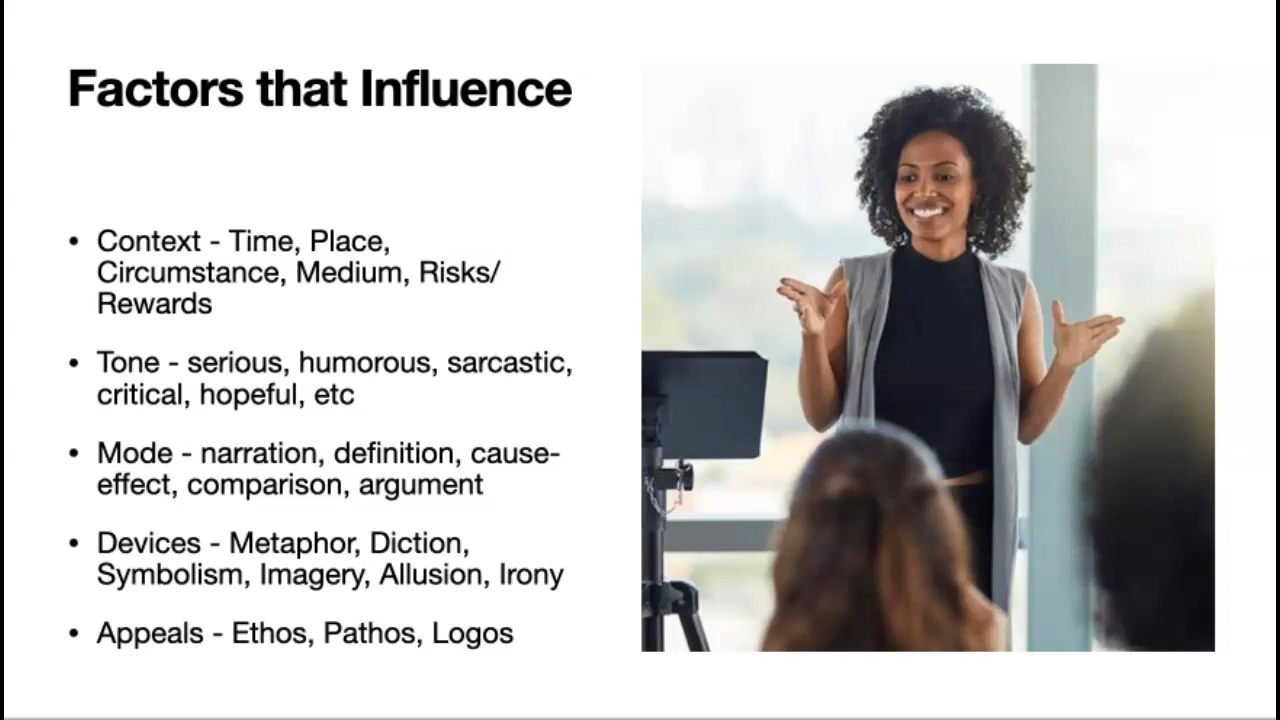 Factors that Influence
• Context - Time, Place,
Circumstance, Medium, Risks/
Rewards
• Tone - serious, humorous, sarcastic,
critical, hopeful, etc
• Mode - narration, definition, cause-
effect, comparison, argument
• Devices - Metaphor, Diction,
Symbolism, Imagery, Allusion, Irony
• Appeals - Ethos, Pathos, Logos